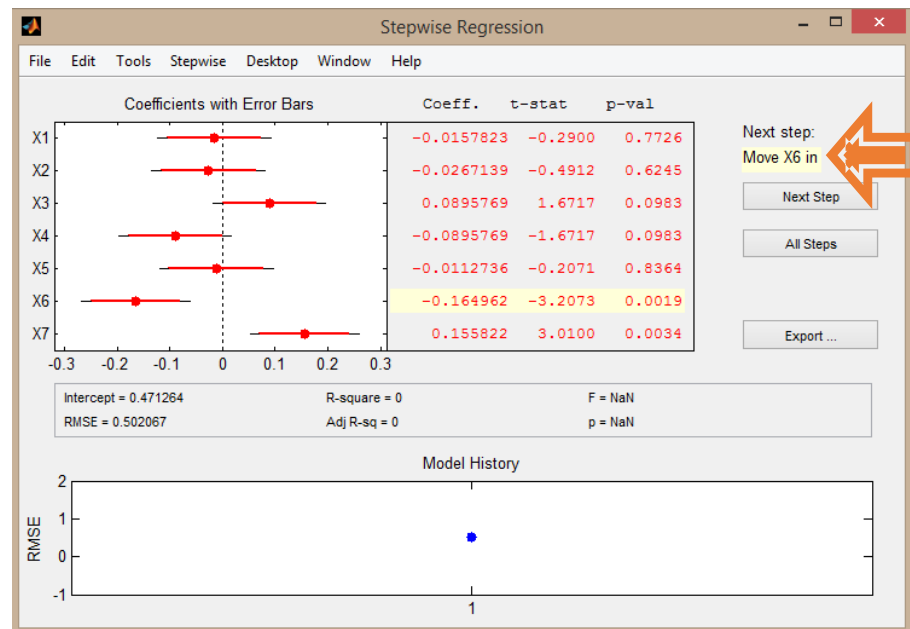 Stepwise Regression
File Edit Tools Stepwise Desktop Window Help
Coefficients with Error Bars Coeff. t-stat p-val
X1 -0.0157823 -0.2900 0.7726
X2 -0.0267139 -0.4912 0.6245
X3 0.0895769 1.6717 0.0983
X4 -0.0895769 -1.6717 0.0983
X5 -0.0112736 -0.2071 0.8364
X6 -0.164962 -3.2073 0.0019
X7 0.155822 3.0100 0.0034
-0.3 -0.2 -0.1 0 0.1 0.2 0.3
Next step:
Move X6 in
Next Step
All Steps
Export ...
Intercept = 0.471264 R-square = 0 F = NaN
RMSE = 0.502067 Adj R-sq = 0 p = NaN
Model History
RMSE
2
1
0
-1
1